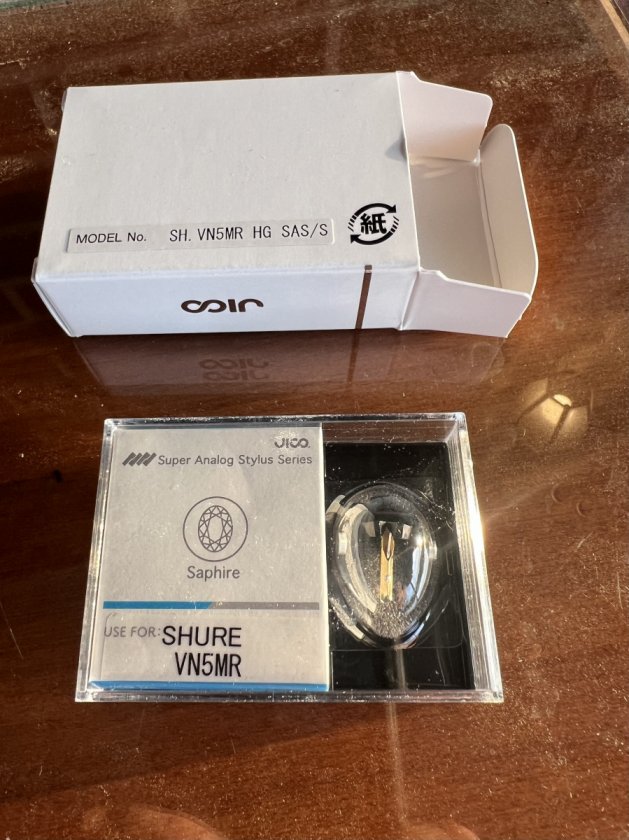 MODEL No. SH. VN5MR HG SAS/S
紙
JICO
JICO.
Super Analog Stylus Series
Saphire
USE FOR: SHURE
VN5MR